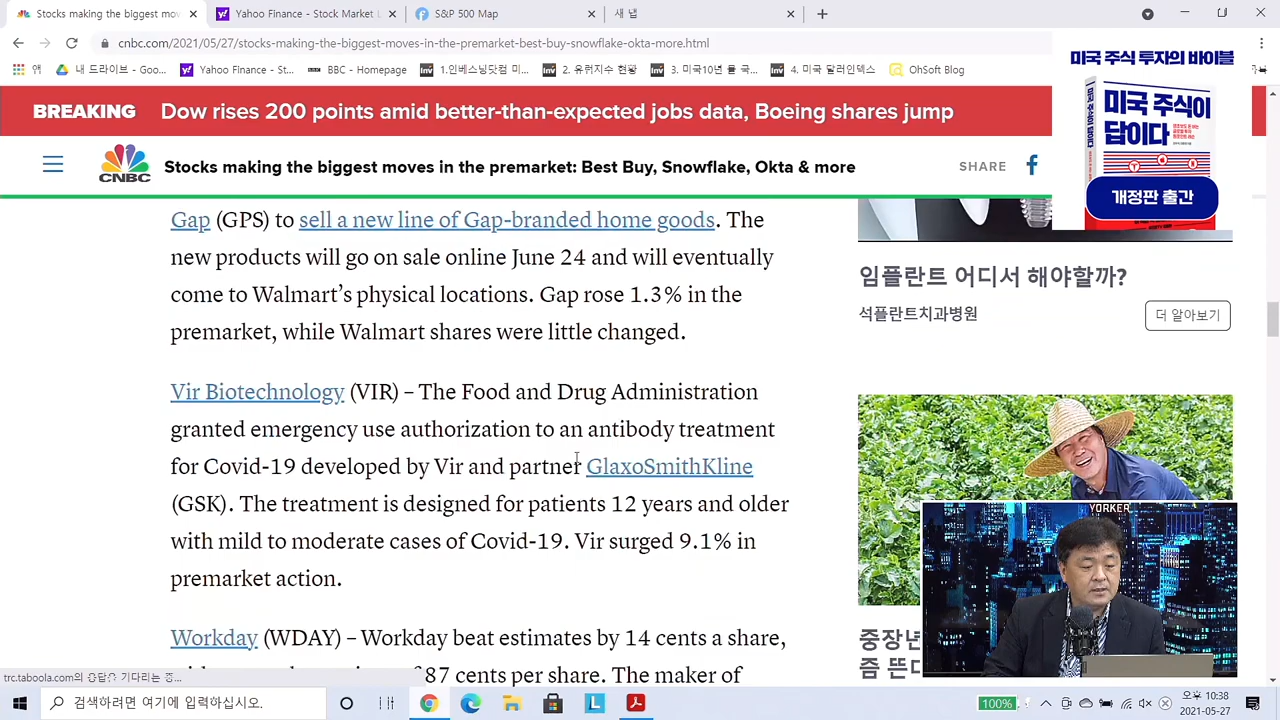 Stocks making the biggest mov
Yahoo Finance - Stock Market L
S&P 500 Map
새 탭
cnbc.com/2021/05/27/stocks-making-the-biggest-moves-in-the-premarket-best-buy-snowflake-okta-more.html
앱
내 드라이브 - Goo...
Yahoo Finance - St...
BBC - Homepage
1.인베스팅닷컴 미...
3. 미국10년 물 국...
4. 미국 달러인덱스
OhSoft Blog
미국 주식 투자의 바이블
미국 주식이
답이다
개정판 출간
BREAKING Dow rises 200 points amid better-than-expected jobs data, Boeing shares jump
CNBC
Stocks making the biggest moves in the premarket: Best Buy, Snowflake, Okta & more
SHARE
Gap (GPS) to sell a new line of Gap-branded home goods. The
new products will go on sale online June 24 and will eventually
come to Walmart's physical locations. Gap rose 1.3% in the
premarket, while Walmart shares were little changed.
Vir Biotechnology (VIR) – The Food and Drug Administration
granted emergency use authorization to an antibody treatment
for Covid-19 developed by Vir and partner GlaxoSmithKline
(GSK). The treatment is designed for patients 12 years and older
with mild to moderate cases of Covid-19. Vir surged 9.1% in
premarket action.
Workday (WDAY) – Workday beat estimates by 14 cents a share,
87 cents per share. The maker of
임플란트 어디서 해야할까?
석플란트치과병원
더 알아보기
YORKER
중장년
즘 뜬다
trc.taboola.com의 응답을 기다리는 중...
검색하려면 여기에 입력하십시오.
100%
오후 10:38
2021-05-27